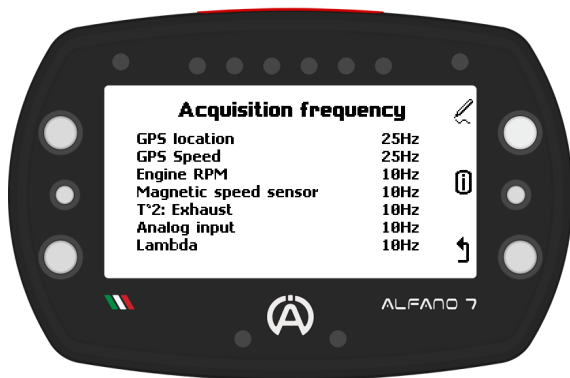 Acquisition frequency
GPS location 25Hz
GPS Speed 25Hz
Engine RPM 10Hz
Magnetic speed sensor 10Hz
T°2: Exhaust 10Hz
Analog input 10Hz
Lambda 10Hz
ALFANO 7